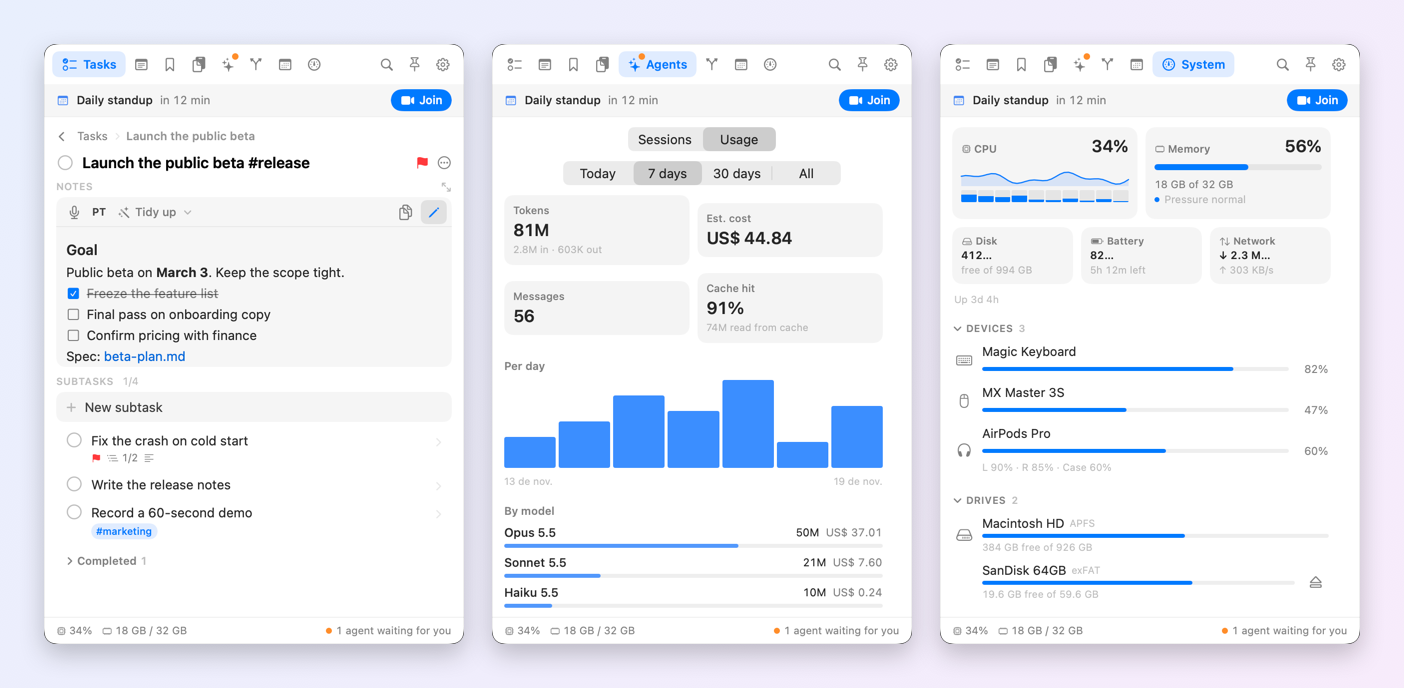 Tasks
Daily standup in 12 min
Join
Tasks Launch the public beta
Launch the public beta #release
NOTES
PT Tidy up
Goal
Public beta on March 3. Keep the scope tight.
Freeze the feature list
Final pass on onboarding copy
Confirm pricing with finance
Spec: beta-plan.md
SUBTASKS 1/4
New subtask
Fix the crash on cold start
1/2
Write the release notes
Record a 60-second demo
#marketing
Completed 1
34% 18 GB / 32 GB
1 agent waiting for you
Agents
Daily standup in 12 min
Join
Sessions Usage
Today 7 days 30 days All
Tokens
81M
2.8M in · 603K out
Est. cost
US$ 44.84
Messages
56
Cache hit
91%
74M read from cache
Per day
13 de nov. 19 de nov.
By model
Opus 5.5 50M US$ 37.01
Sonnet 5.5 21M US$ 7.60
Haiku 5.5 10M US$ 0.24
34% 18 GB / 32 GB
1 agent waiting for you
System
Daily standup in 12 min
Join
CPU 34%
Memory 56%
18 GB of 32 GB
Pressure normal
Disk
412...
free of 994 GB
Battery
82...
5h 12m left
Network
↓ 2.3 M...
↑ 303 KB/s
Up 3d 4h
DEVICES 3
Magic Keyboard
82%
MX Master 3S
47%
AirPods Pro
60%
L 90% · R 85% · Case 60%
DRIVES 2
Macintosh HD APFS
384 GB free of 926 GB
SanDisk 64GB exFAT
19.6 GB free of 59.6 GB
34% 18 GB / 32 GB
1 agent waiting for you